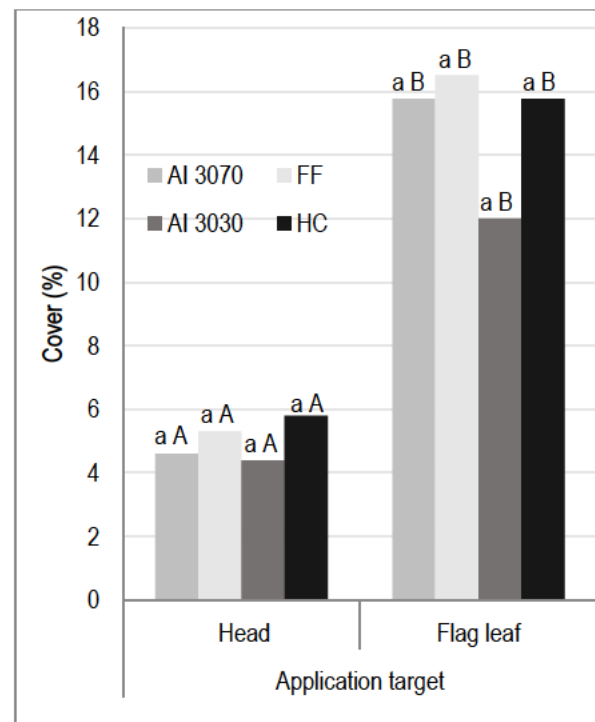 18
16
14
12
10
8
6
4
2
0
Cover (%)
AI 3070 FF
AI 3030 HC
a A
a A
a A
a A
a B
a B
a B
a B
Head Flag leaf
Application target